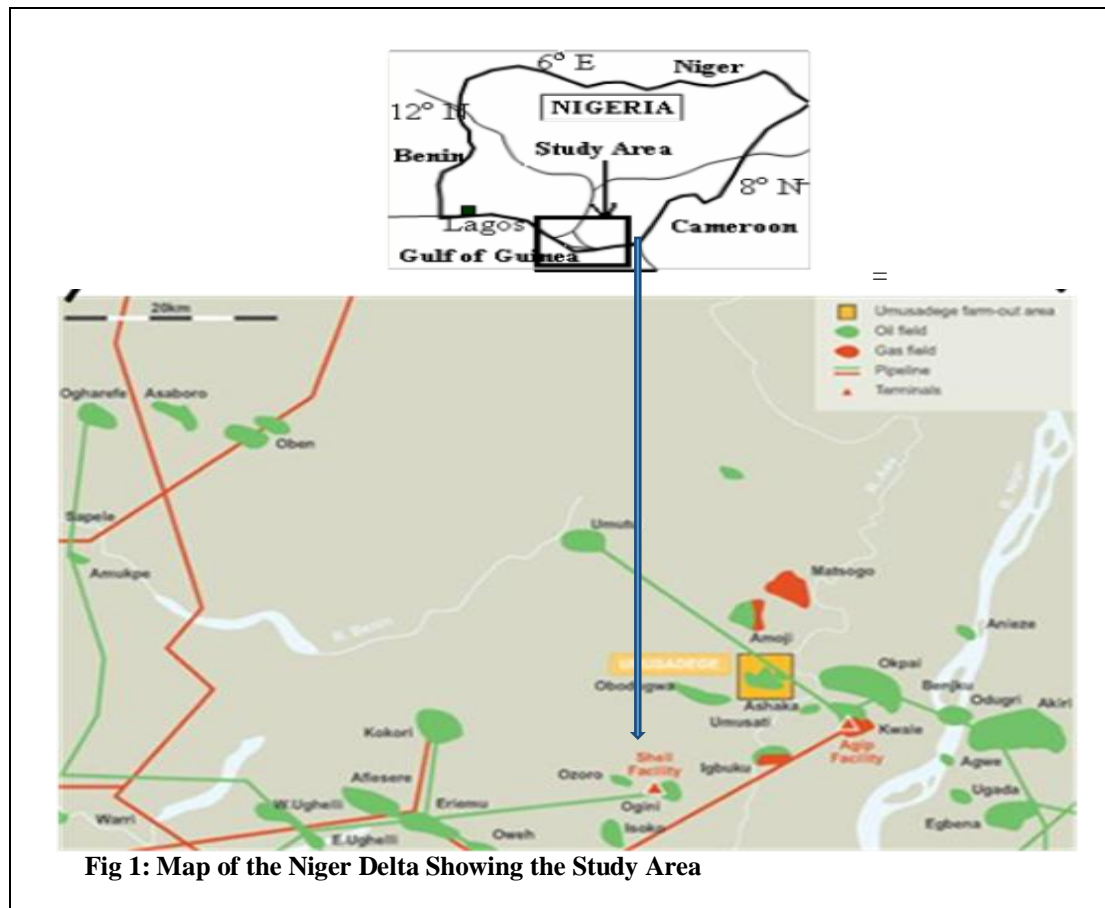 6° E
Niger
12° N
NIGERIA
Benin
Study Area
8° N
Lagos
Cameroon
Gulf of Guinea
=
20km
Umusadege farm-out area
Oil field
Gas field
Pipeline
Terminals
Ogharefe
Asaboro
Oben
R. Niger
Sapele
Umut
Amukpe
Matsogo
R. Benin
Amoji
Anieze
UMUSADEGE
Okpai
Benjku
Ashaka
Odugri
Akiri
Umusati
Kokori
Kwale
Shell
Facility
Agip
Facility
Igbuku
Agwe
Afiesere
Ozoro
Ugada
W.Ughelli
Eriemu
Ogini
Warri
Isoko
Egbena
E.Ughelli
Oweh
Fig 1: Map of the Niger Delta Showing the Study Area